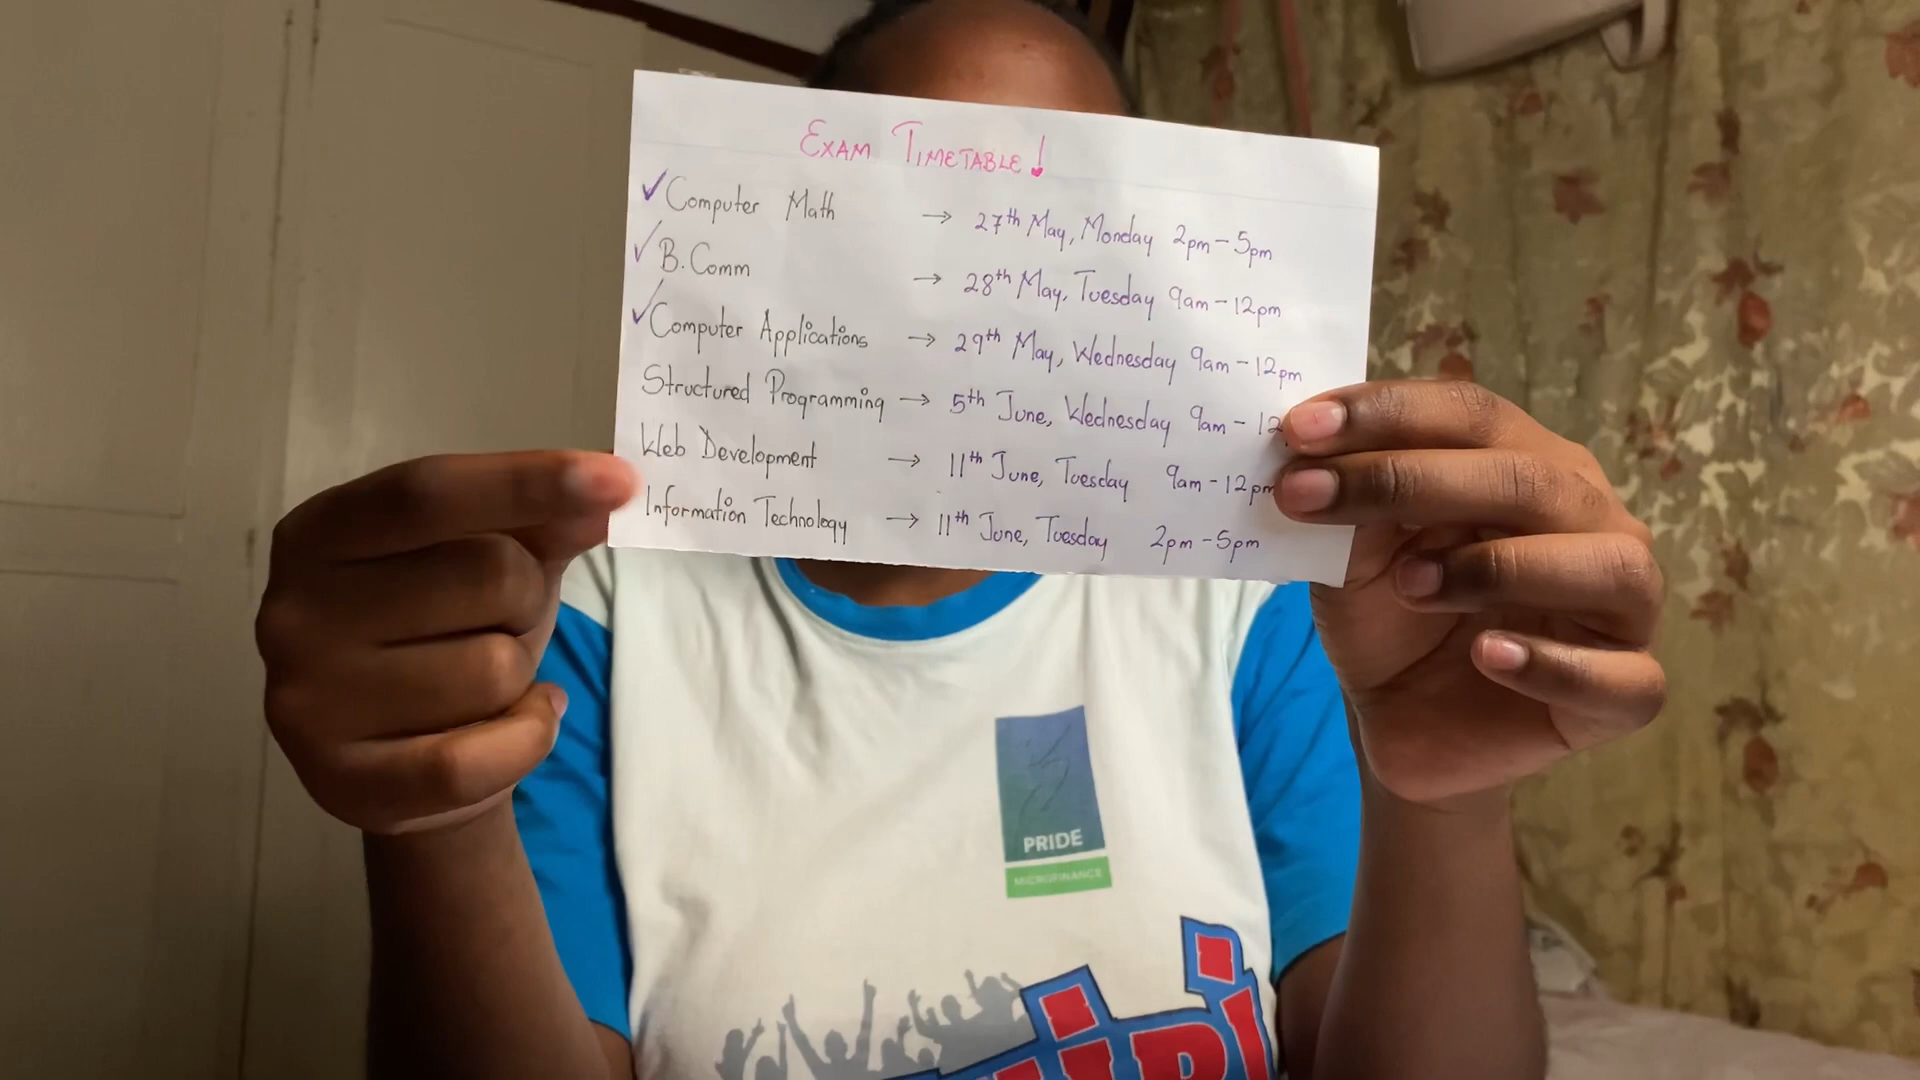 EXAM TIMETABLE!
✓ Computer Math → 27th May, Monday 2pm - 5pm
✓ B. Comm → 28th May, Tuesday 9am - 12pm
✓ Computer Applications → 29th May, Wednesday 9am - 12pm
Structured Programming → 5th June, Wednesday 9am - 12
Web Development → 11th June, Tuesday 9am - 12pm
Information Technology → 11th June, Tuesday 2pm - 5pm
PRIDE
MICROFINANCE